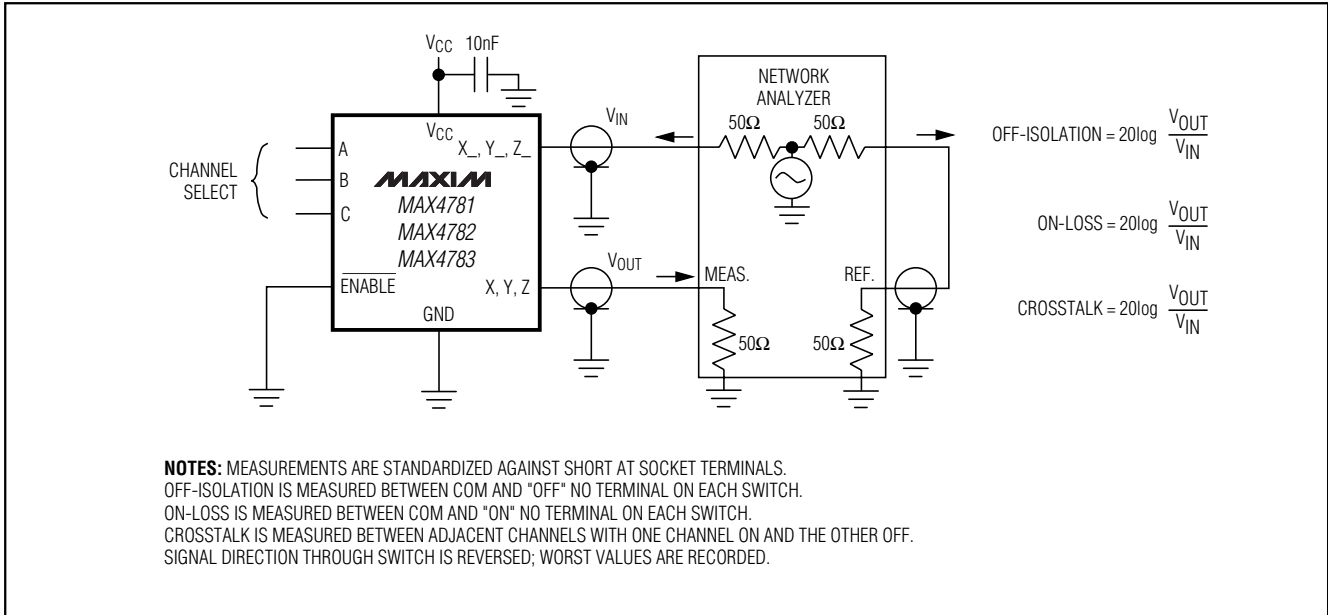 VCC 10nF
VCC
CHANNEL
SELECT
A
B
C
ENABLE
X_, Y_, Z_
MAXIM
MAX4781
MAX4782
MAX4783
X, Y, Z
GND
VIN
VOUT
NETWORK
ANALYZER
50Ω 50Ω
MEAS. REF.
50Ω 50Ω
OFF-ISOLATION = 20log VOUT
VIN
ON-LOSS = 20log VOUT
VIN
CROSSTALK = 20log VOUT
VIN
NOTES: MEASUREMENTS ARE STANDARDIZED AGAINST SHORT AT SOCKET TERMINALS.
OFF-ISOLATION IS MEASURED BETWEEN COM AND "OFF" NO TERMINAL ON EACH SWITCH.
ON-LOSS IS MEASURED BETWEEN COM AND "ON" NO TERMINAL ON EACH SWITCH.
CROSSTALK IS MEASURED BETWEEN ADJACENT CHANNELS WITH ONE CHANNEL ON AND THE OTHER OFF.
SIGNAL DIRECTION THROUGH SWITCH IS REVERSED; WORST VALUES ARE RECORDED.